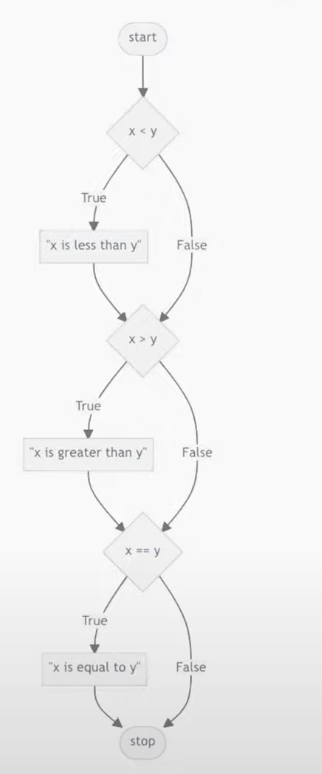 start
x < y
True
"x is less than y"
False
x > y
True
"x is greater than y"
False
x == y
True
"x is equal to y"
False
stop